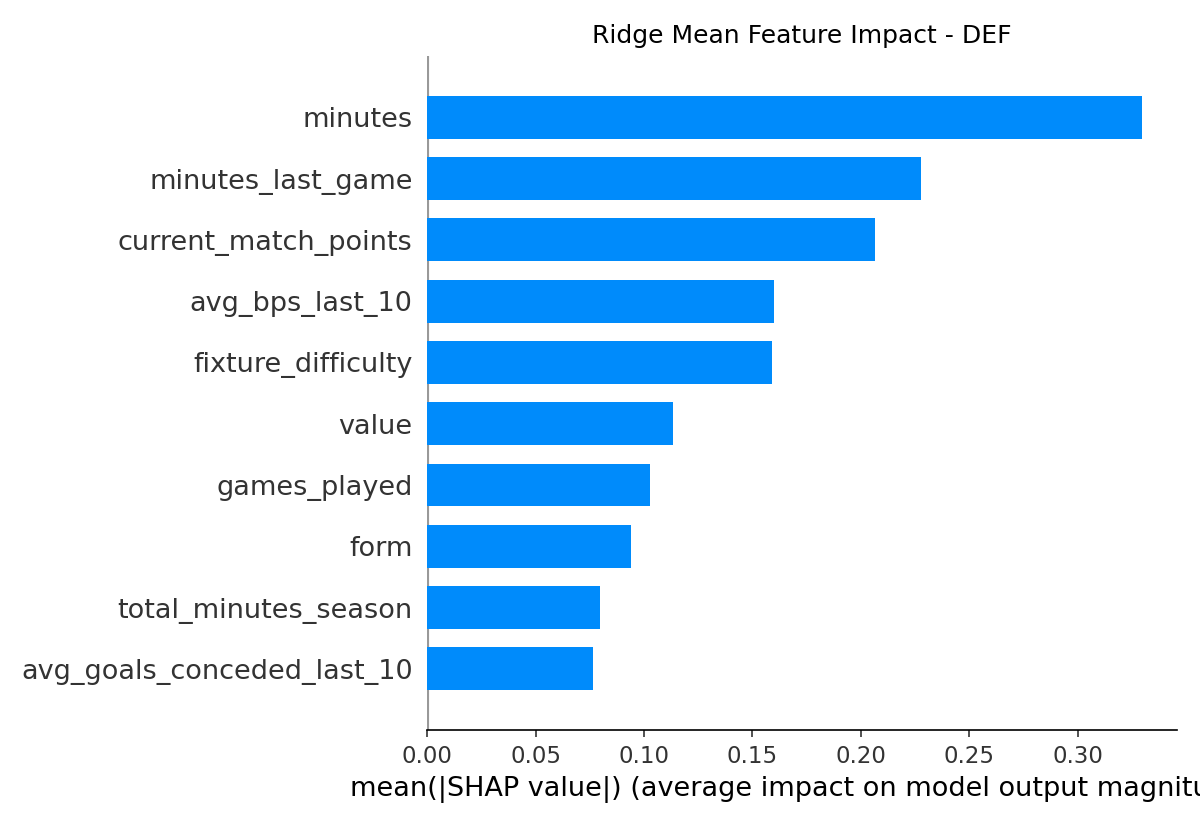 Ridge Mean Feature Impact - DEF
minutes
minutes_last_game
current_match_points
avg_bps_last_10
fixture_difficulty
value
games_played
form
total_minutes_season
avg_goals_conceded_last_10
0.00 0.05 0.10 0.15 0.20 0.25 0.30
mean(|SHAP value|) (average impact on model output